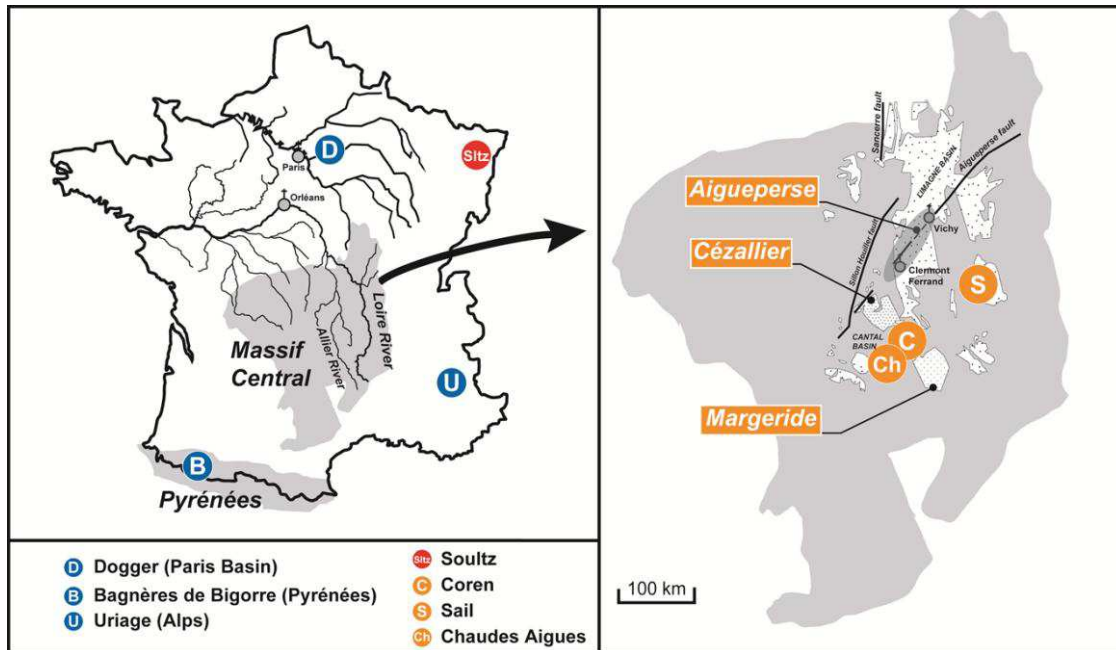 D
Sltz
Paris
Orléans
Loire River
Allier River
Massif
Central
U
B
Pyrénées
Sancerre fault
LIMAGNE BASIN
Aigueperse fault
Aigueperse
Vichy
Sillon Houiller fault
Cézallier
Clermont
Ferrand
S
CANTAL
BASIN
C
Ch
Margeride
100 km
D Dogger (Paris Basin)
B Bagnères de Bigorre (Pyrénées)
U Uriage (Alps)
Sltz Soultz
C Coren
S Sail
Ch Chaudes Aigues